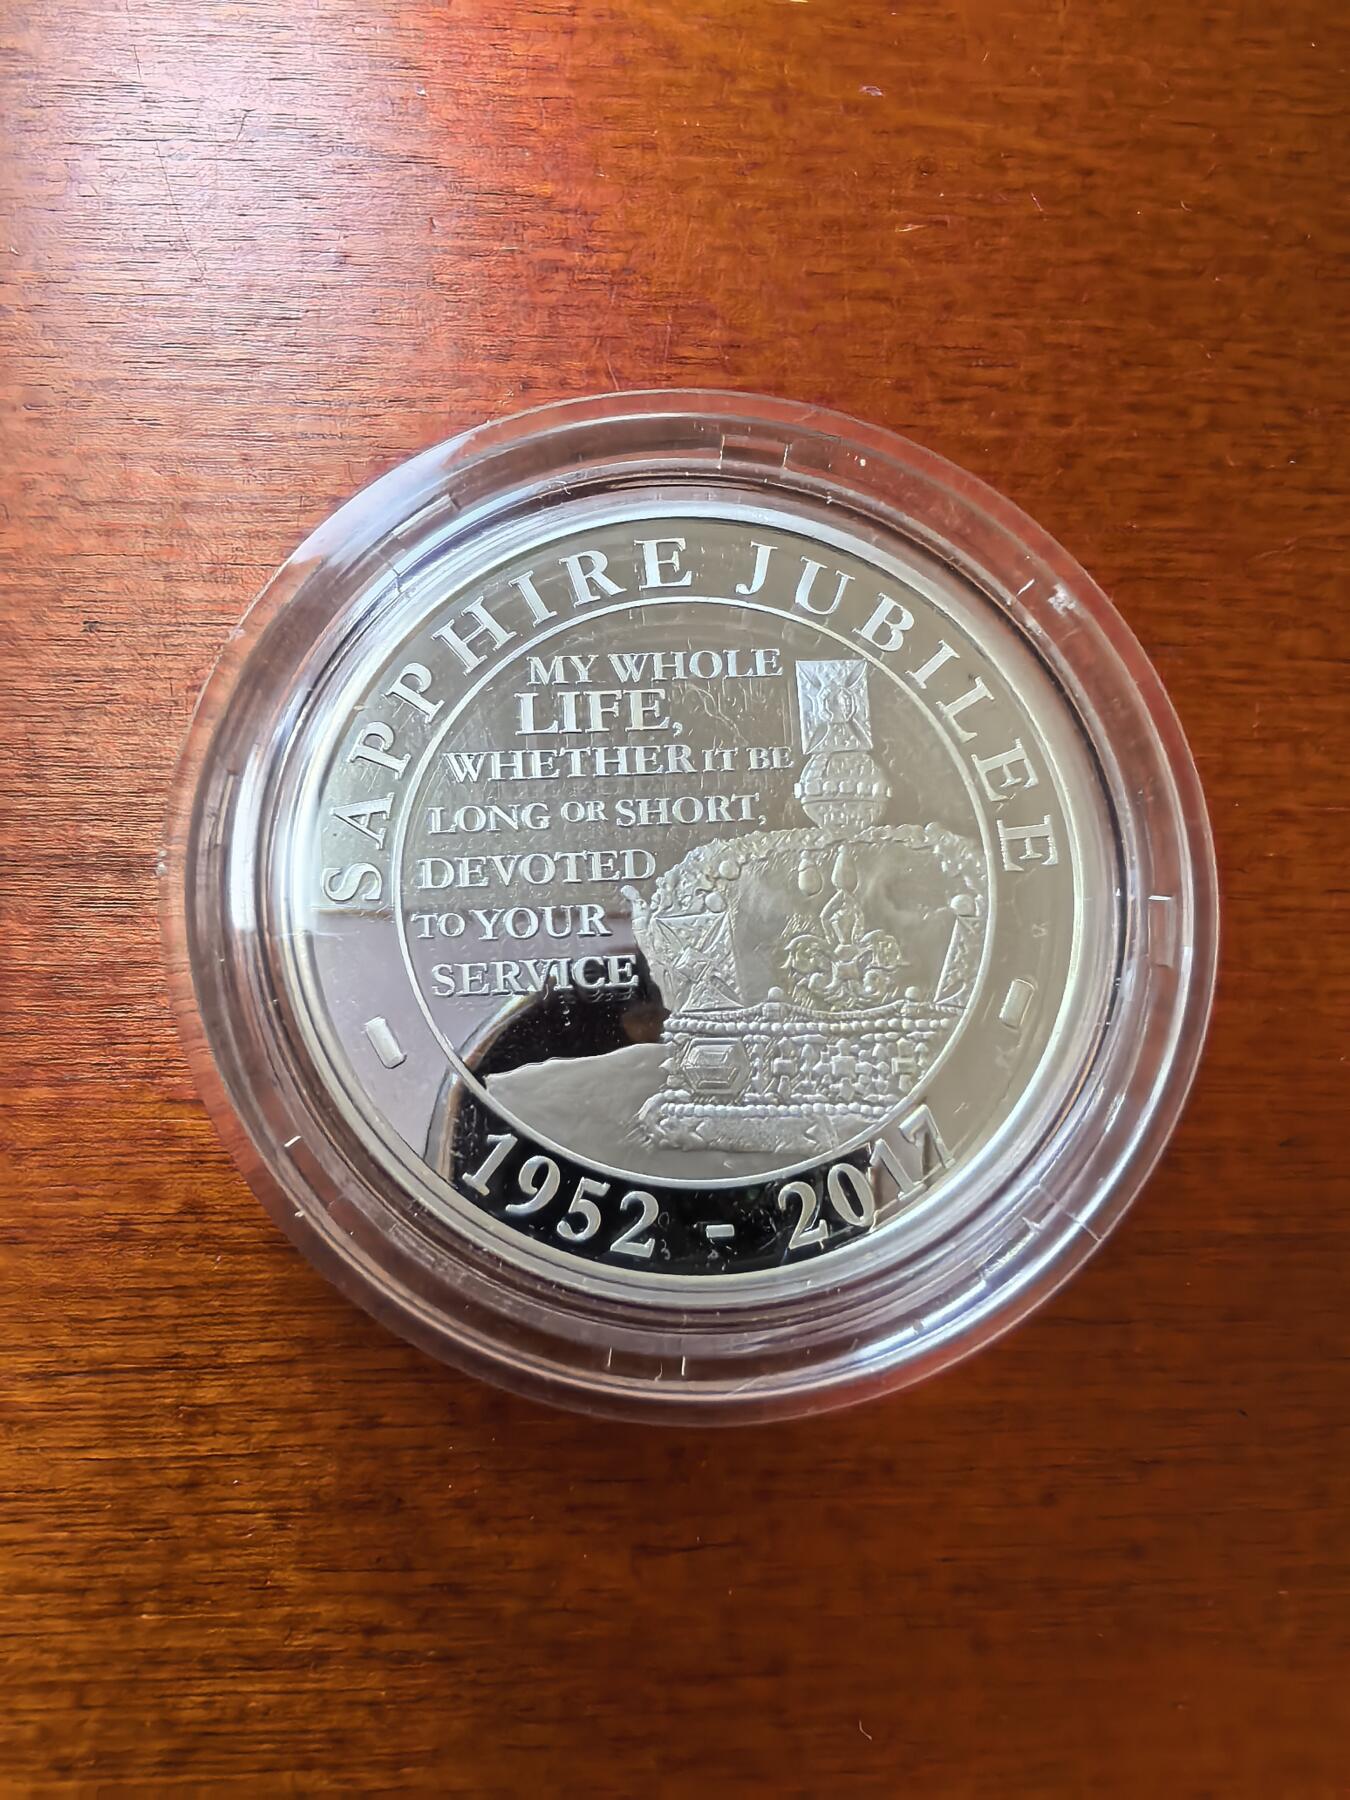 SAPPHIRE JUBILEE
MY WHOLE
LIFE,
WHETHER IT BE
LONG OR SHORT,
DEVOTED
TO YOUR
SERVICE
1952 - 2017